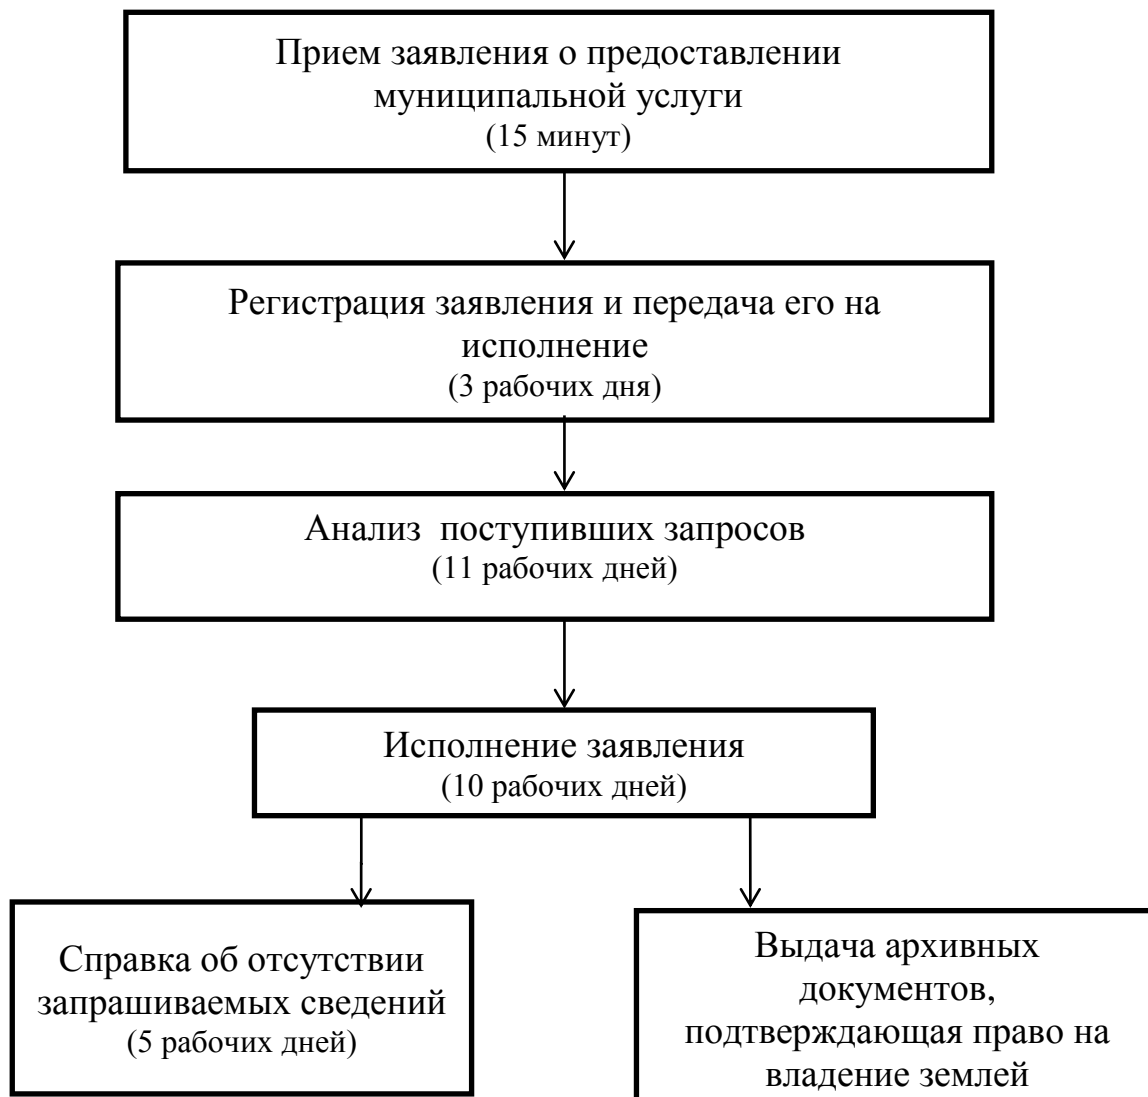 Прием заявления о предоставлении
муниципальной услуги
(15 минут)
Регистрация заявления и передача его на
исполнение
(3 рабочих дня)
Анализ  поступивших запросов
(11 рабочих дней)
Исполнение заявления
(10 рабочих дней)
Справка об отсутствии
запрашиваемых сведений
(5 рабочих дней)
Выдача архивных
документов,
подтверждающая право на
владение землей